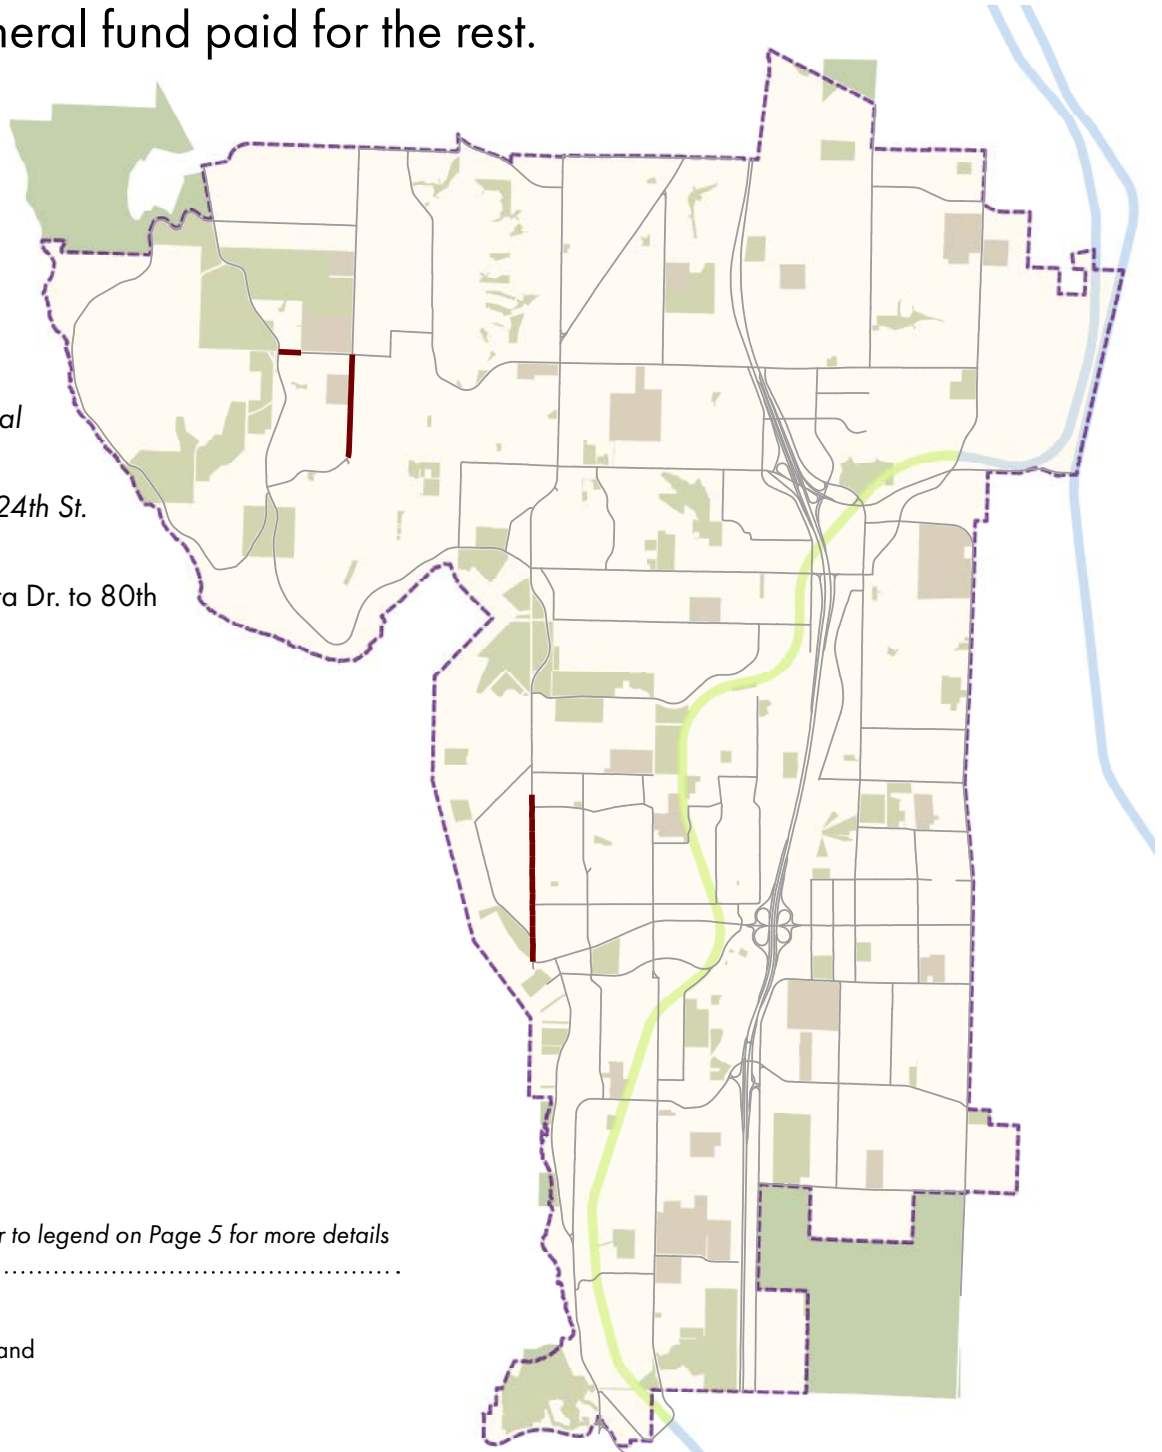 neral fund paid for the rest.
al
24th St.
ra Dr. to 80th
r to legend on Page 5 for more details
and